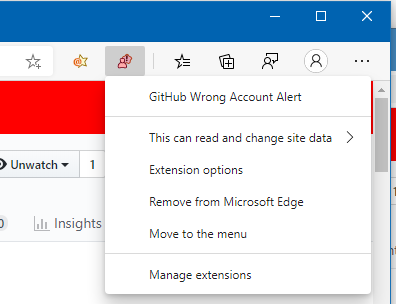 GitHub Wrong Account Alert
This can read and change site data
Unwatch
1
Extension options
Remove from Microsoft Edge
0
Insights
Move to the menu
Manage extensions